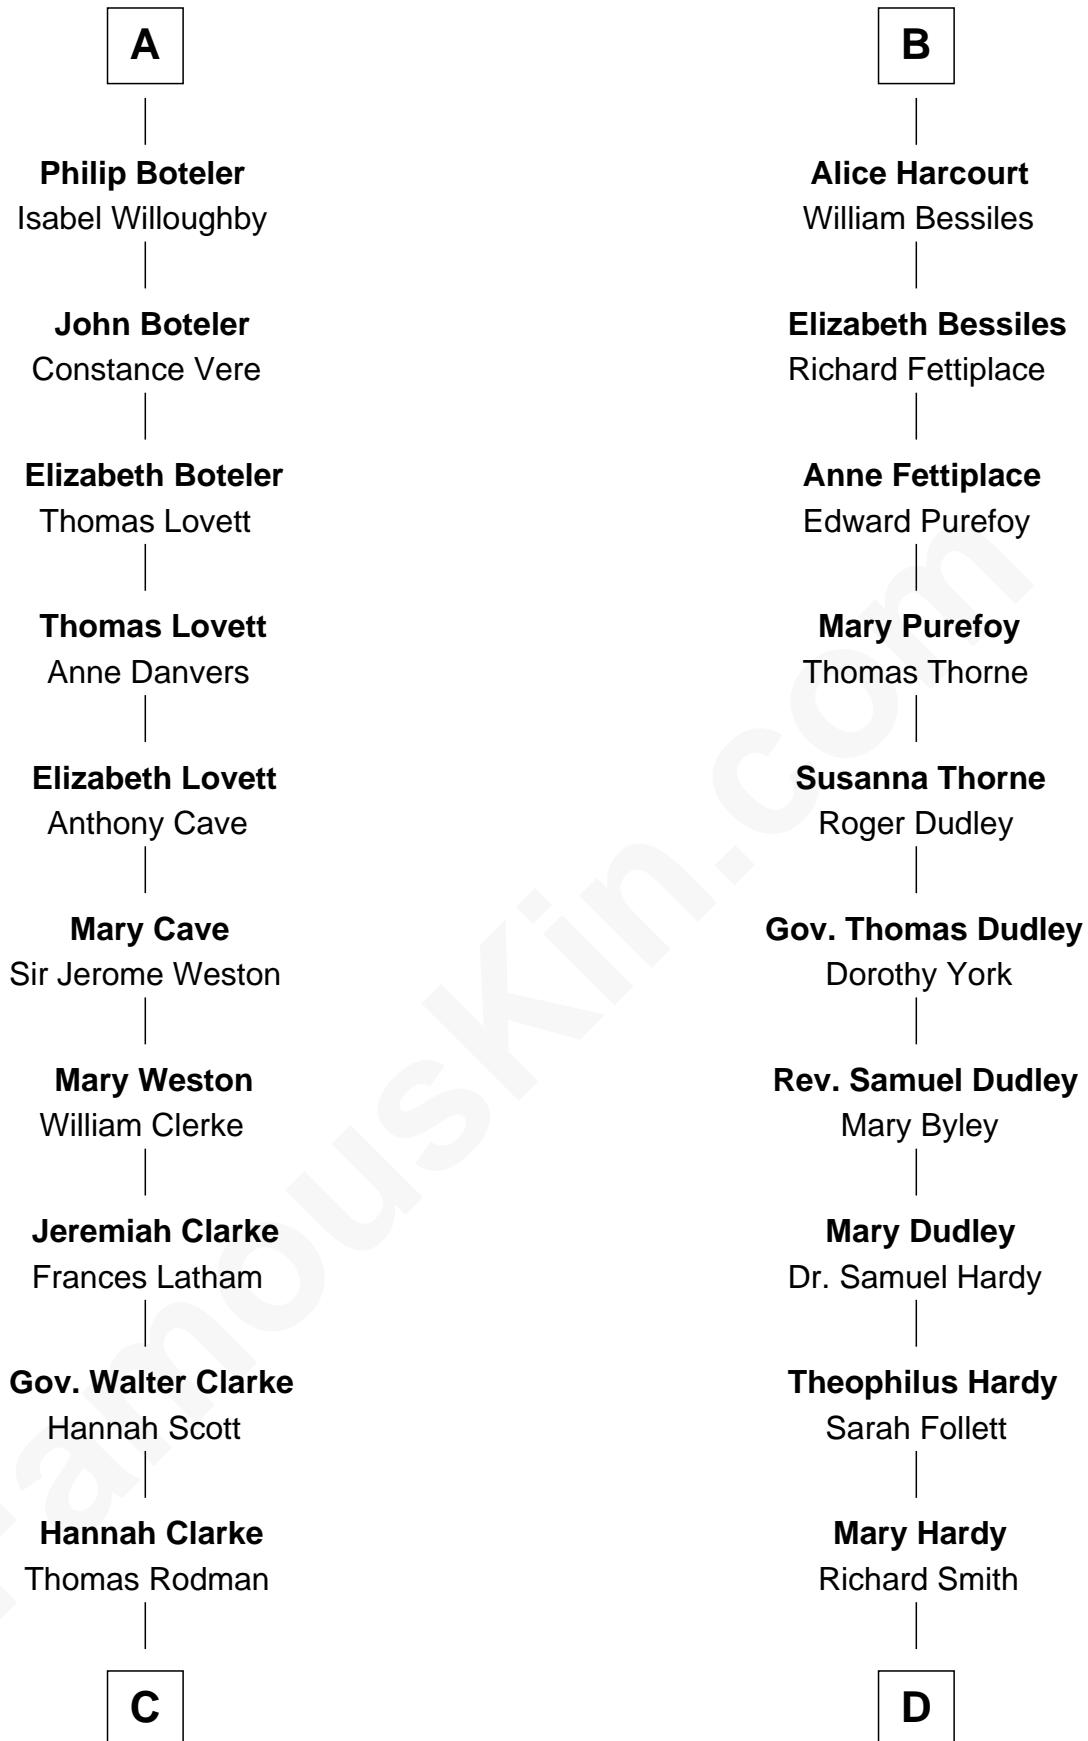 A
Philip Boteler
Isabel Willoughby
John Boteler
Constance Vere
Elizabeth Boteler
Thomas Lovett
Thomas Lovett
Anne Danvers
Elizabeth Lovett
Anthony Cave
Mary Cave
Sir Jerome Weston
Mary Weston
William Clerke
Jeremiah Clarke
Frances Latham
Gov. Walter Clarke
Hannah Scott
Hannah Clarke
Thomas Rodman
C
B
Alice Harcourt
William Bessiles
Elizabeth Bessiles
Richard Fettiplace
Anne Fettiplace
Edward Purefoy
Mary Purefoy
Thomas Thorne
Susanna Thorne
Roger Dudley
Gov. Thomas Dudley
Dorothy York
Rev. Samuel Dudley
Mary Byley
Mary Dudley
Dr. Samuel Hardy
Theophilus Hardy
Sarah Follett
Mary Hardy
Richard Smith
D
FamousKin.com